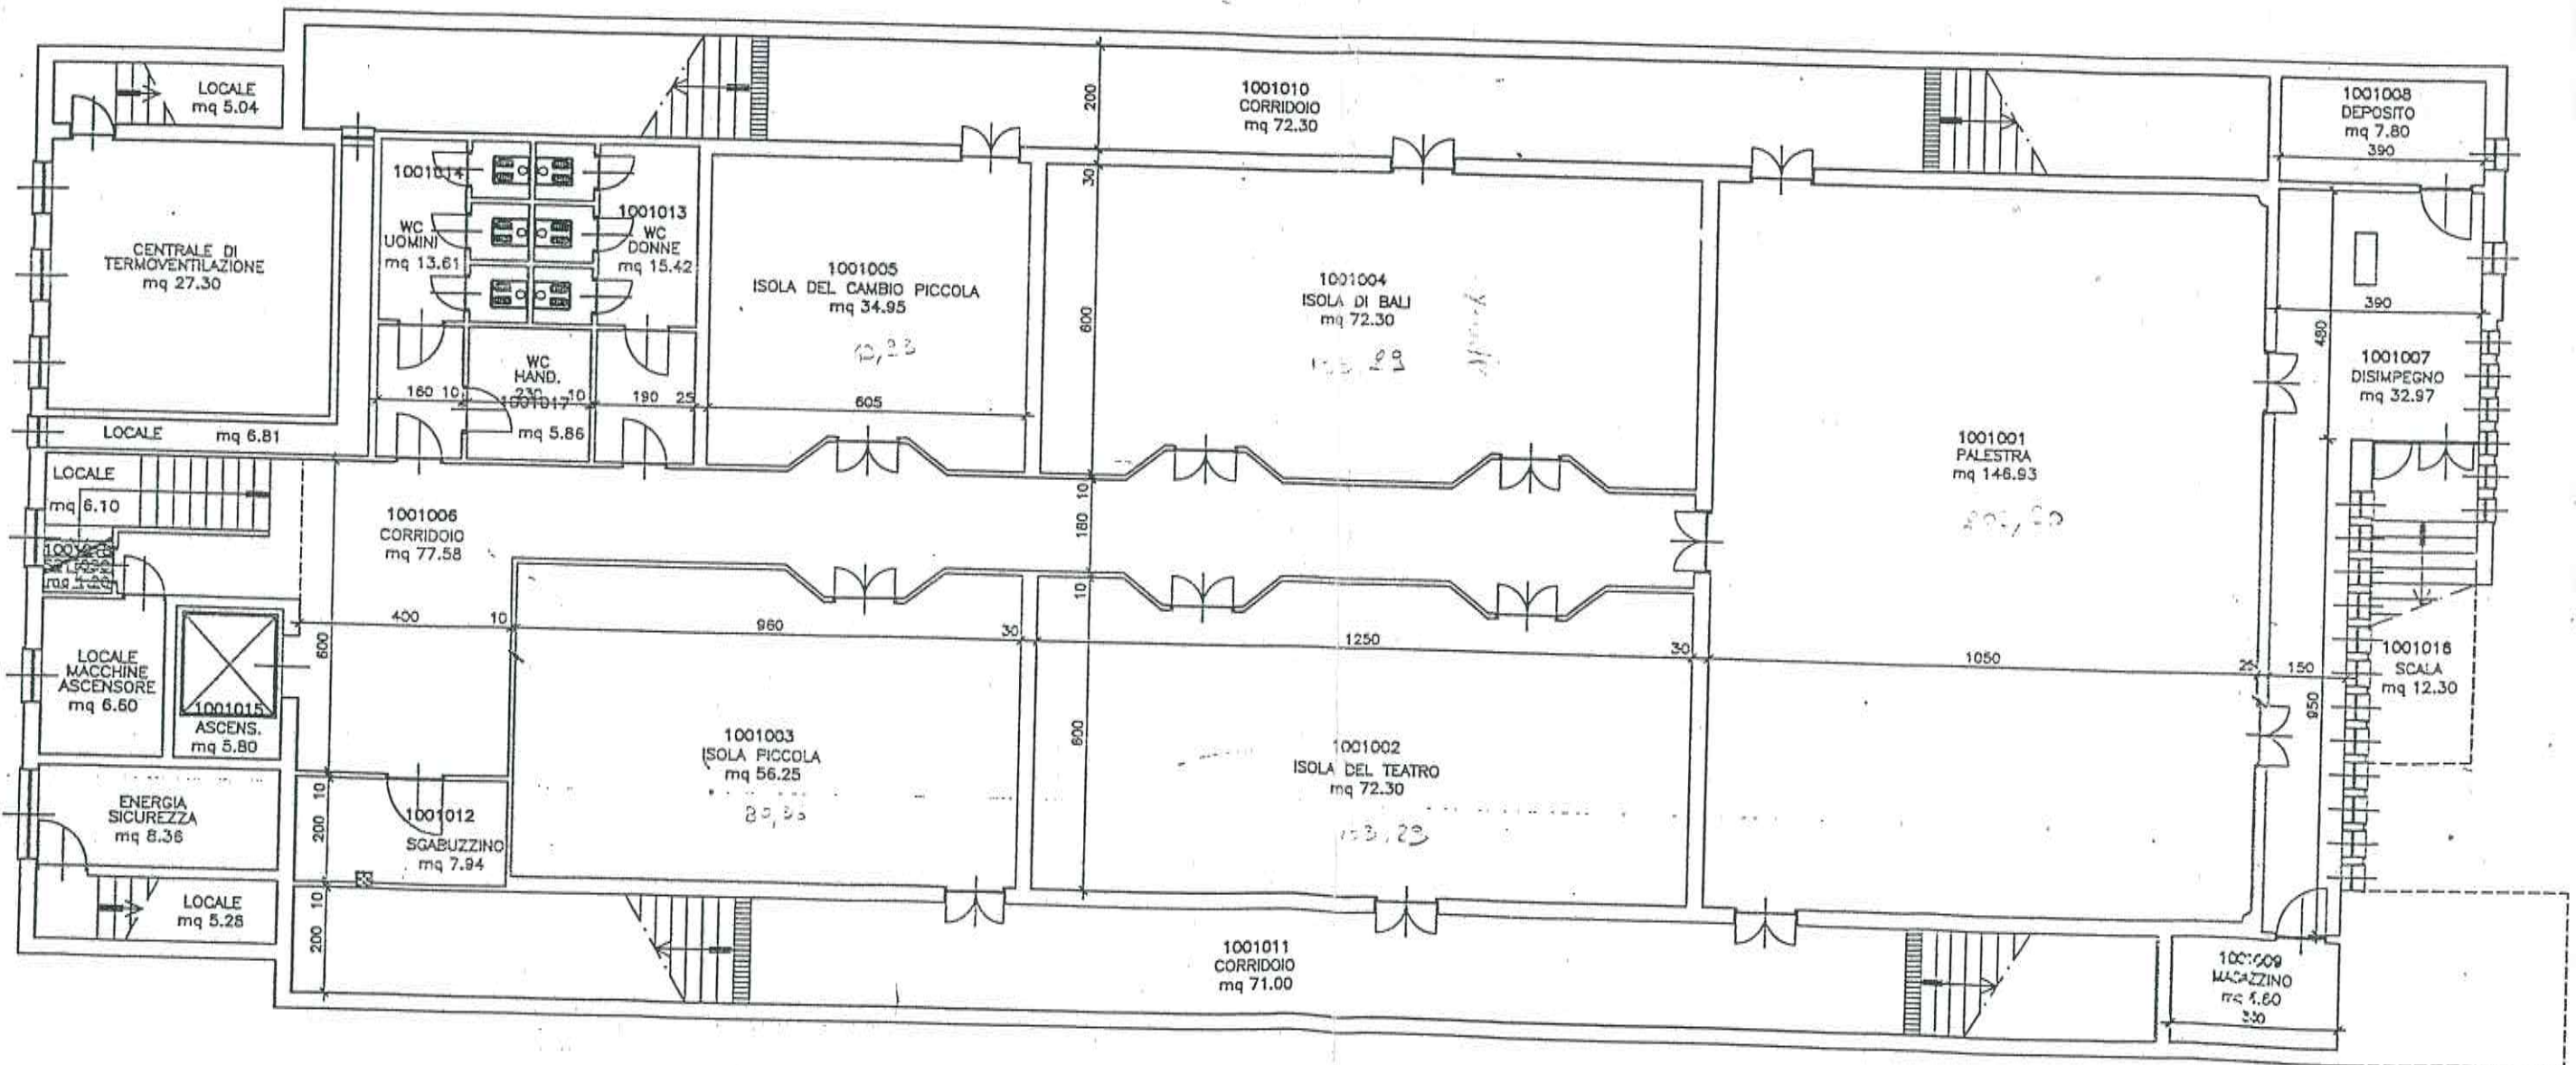 LOCALE
mq 5.04
200
1001010
CORRIDOIO
mq 72.30
1001008
DEPOSITO
mq 7.80
390
CENTRALE DI
TERMOVENTILAZIONE
mq 27.30
1001014
WC
UOMINI
mq 13.61
1001013
WC
DONNE
mq 15.42
1001005
ISOLA DEL CAMBIO PICCOLA
mq 34.95
30
600
1001004
ISOLA DI BALI
mq 72.30
390
480
1001007
DISIMPEGNO
mq 32.97
WC
HAND.
160 10 230 10 190 25
605
1001017
mq 5.86
LOCALE mq 6.81
1001001
PALESTRA
mq 146.93
LOCALE
mq 6.10
1001006
CORRIDOIO
mq 77.58
10
180
10
400 10 960 30 1250 30 1050 25 150
600
LOCALE
MACCHINE
ASCENSORE
mq 6.60
1001015
ASCENS.
mq 5.80
1001016
SCALA
mq 12.30
950
1001003
ISOLA PICCOLA
mq 56.25
600
1001002
ISOLA DEL TEATRO
mq 72.30
103,29
ENERGIA
SICUREZZA
mq 8.36
10
200
1001012
SGABUZZINO
mq 7.94
LOCALE
mq 5.28
10
200
1001011
CORRIDOIO
mq 71.00
1001009
MAGAZZINO